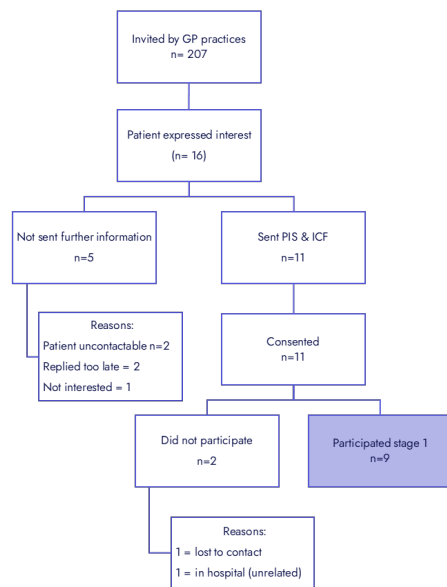 Invited by GP practices
n= 207
Patient expressed interest
(n= 16)
Not sent further information
n=5
Sent PIS & ICF
n=11
Reasons:
Patient uncontactable n=2
Replied too late = 2
Not interested = 1
Consented
n=11
Did not participate
n=2
Participated stage 1
n=9
Reasons:
1 = lost to contact
1 = in hospital (unrelated)